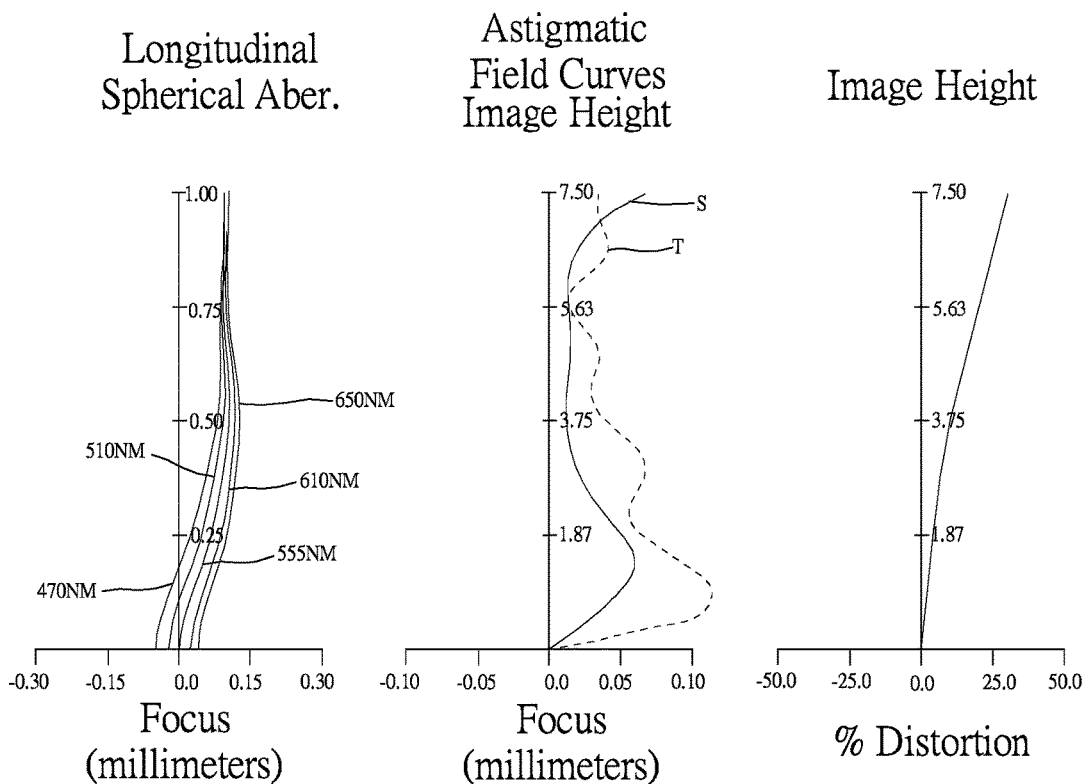 Longitudinal
Spherical Aber.
1.00
0.75
0.50
0.25
650NM
510NM
610NM
555NM
470NM
-0.30
-0.15
0.0
0.15
0.30
Focus
(millimeters)
Astigmatic
Field Curves
Image Height
7.50
5.63
3.75
1.87
S
T
-0.10
-0.05
0.0
0.05
0.10
Focus
(millimeters)
Image Height
7.50
5.63
3.75
1.87
-50.0
-25.0
0.0
25.0
50.0
% Distortion